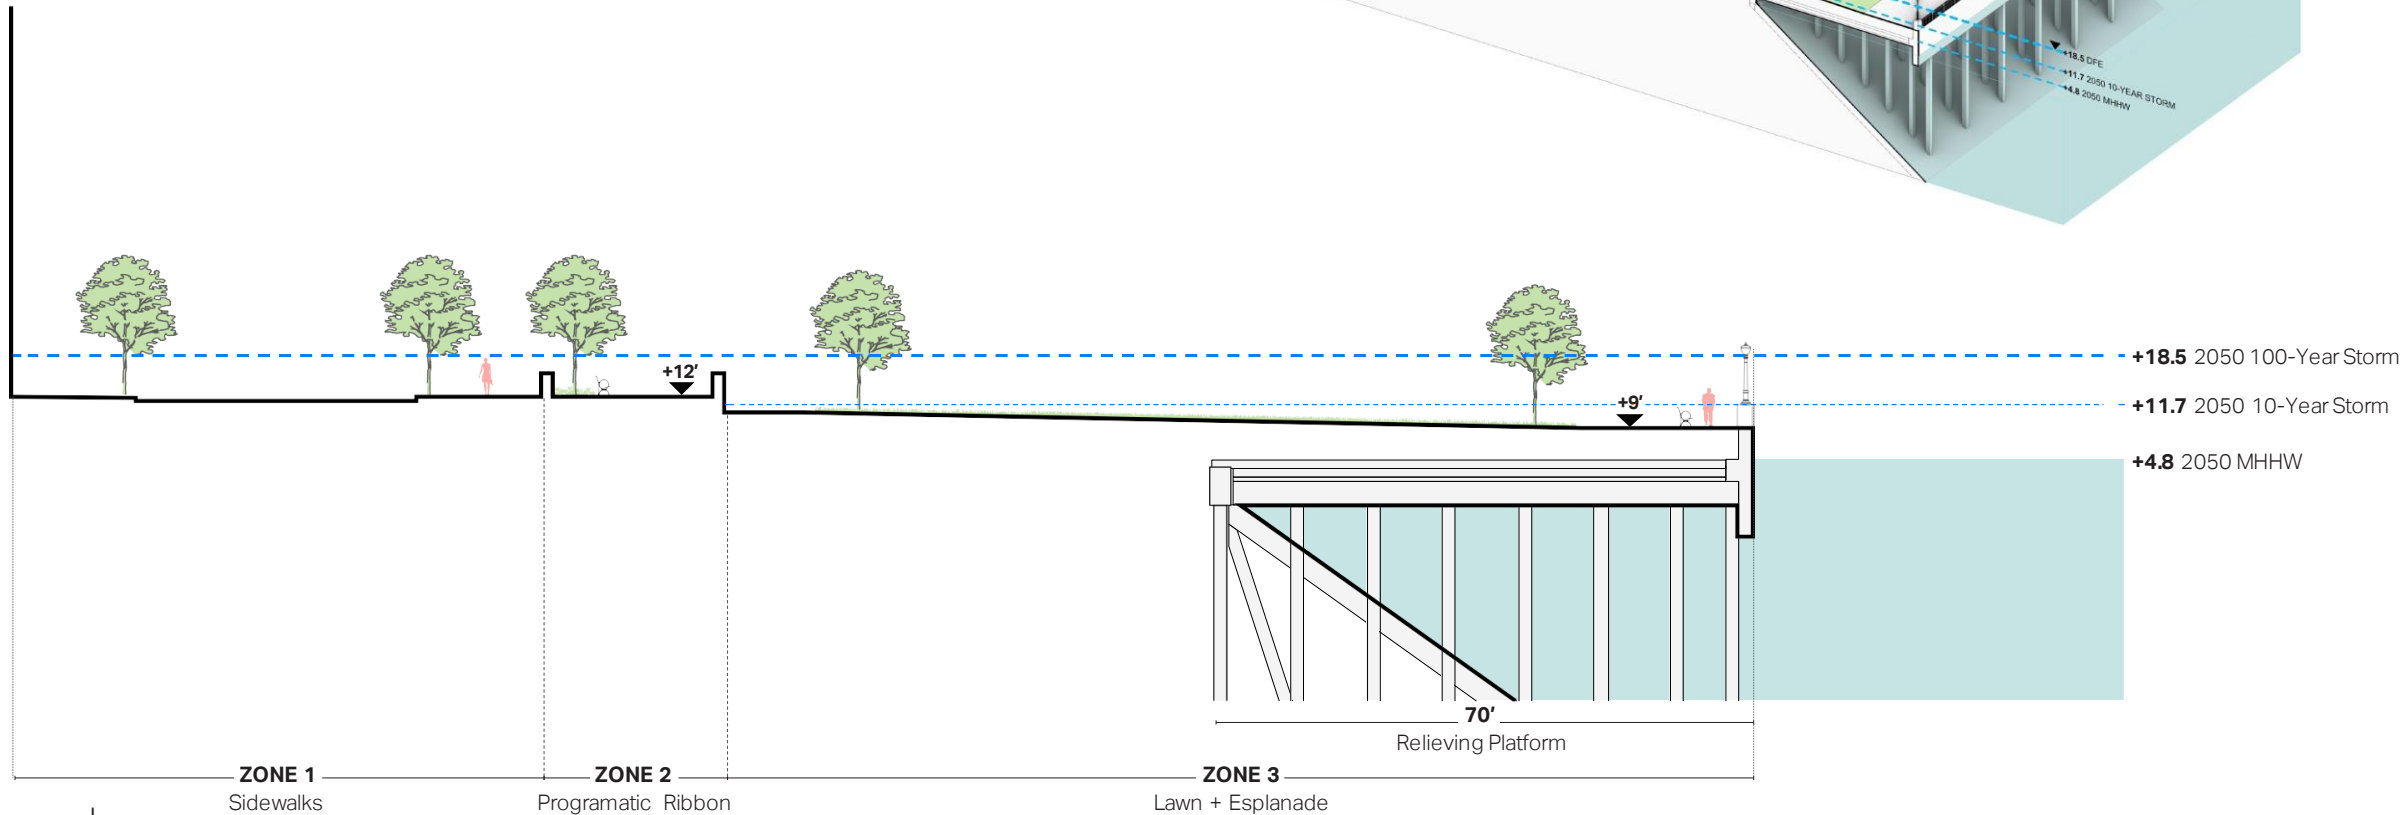 +18.5 DFE
+11.7 2050 10-YEAR STORM
+4.8 2050 MHHW
+18.5 2050 100-Year Storm
+12'
+11.7 2050 10-Year Storm
+9'
+4.8 2050 MHHW
70'
Relieving Platform
ZONE 1
Sidewalks
ZONE 2
Programatic Ribbon
ZONE 3
Lawn + Esplanade